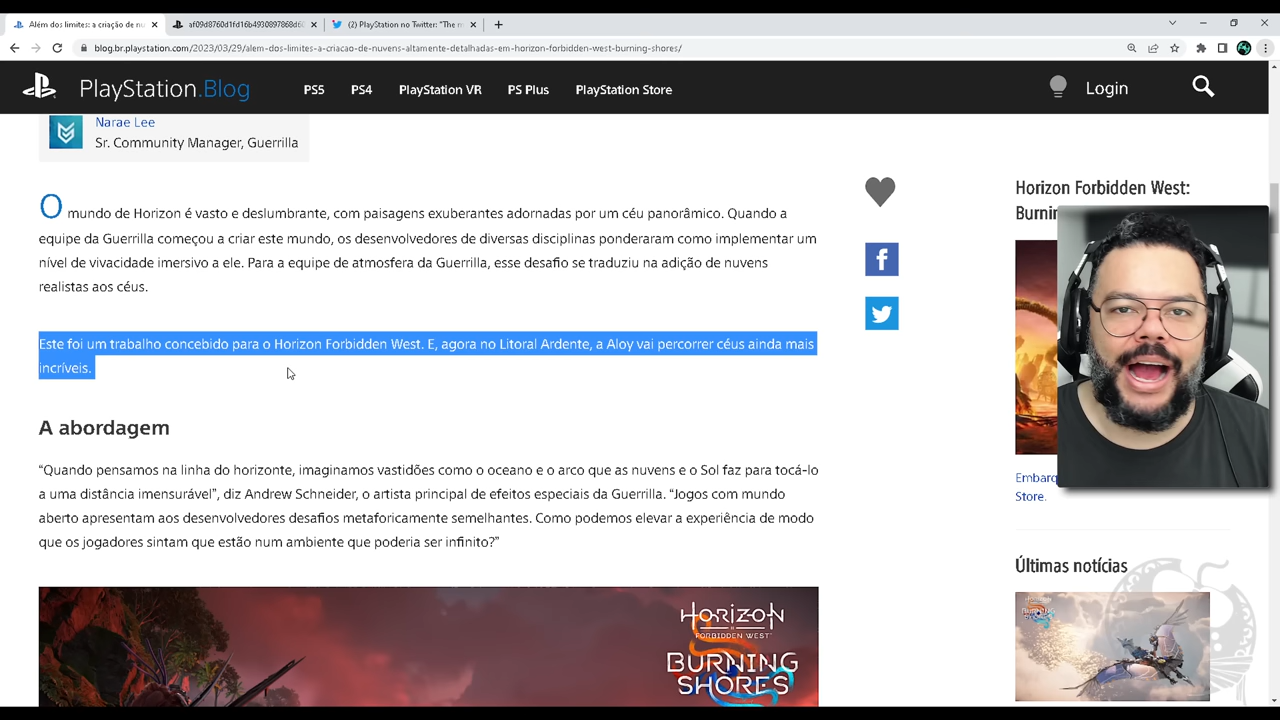 Além dos limites: a criação de nu
af09d8760d1fd16b4930897868d6
(2) PlayStation no Twitter: "The m
blog.br.playstation.com/2023/03/29/alem-dos-limites-a-criacao-de-nuvens-altamente-detalhadas-em-horizon-forbidden-west-burning-shores/
PlayStation.Blog
PS5
PS4
PlayStation VR
PS Plus
PlayStation Store
Login
Narae Lee
Sr. Community Manager, Guerrilla
O mundo de Horizon é vasto e deslumbrante, com paisagens exuberantes adornadas por um céu panorâmico. Quando a
equipe da Guerrilla começou a criar este mundo, os desenvolvedores de diversas disciplinas ponderaram como implementar um
nível de vivacidade imersivo a ele. Para a equipe de atmosfera da Guerrilla, esse desafio se traduziu na adição de nuvens
realistas aos céus.
Este foi um trabalho concebido para o Horizon Forbidden West. E, agora no Litoral Ardente, a Aloy vai percorrer céus ainda mais
incríveis.
A abordagem
“Quando pensamos na linha do horizonte, imaginamos vastidões como o oceano e o arco que as nuvens e o Sol faz para tocá-lo
a uma distância imensurável”, diz Andrew Schneider, o artista principal de efeitos especiais da Guerrilla. “Jogos com mundo
aberto apresentam aos desenvolvedores desafios metaforicamente semelhantes. Como podemos elevar a experiência de modo
que os jogadores sintam que estão num ambiente que poderia ser infinito?”
HORIZON
FORBIDDEN WEST
BURNING
SHORES
Horizon Forbidden West:
Burnin
Embarq
Store.
Últimas notícias